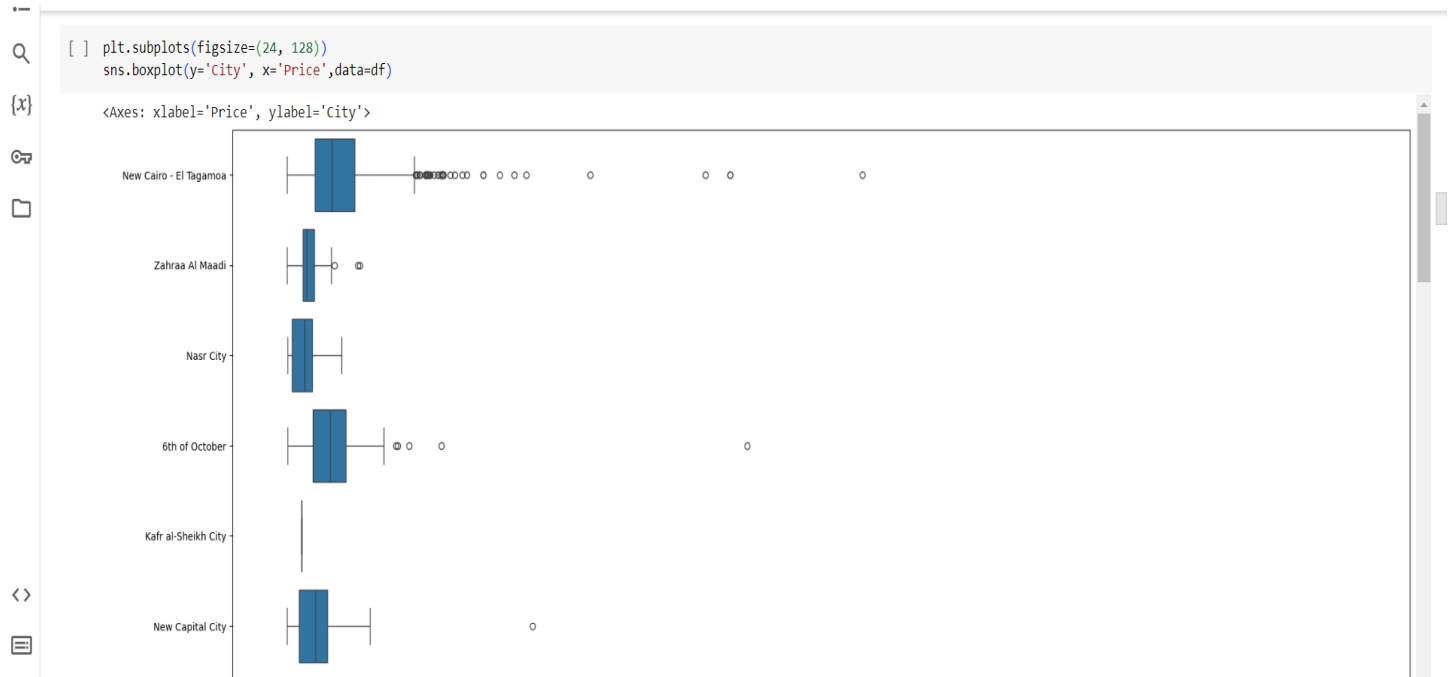 {x}
[ ] plt.subplots(figsize=(24, 128))
sns.boxplot(y='City', x='Price',data=df)
<Axes: xlabel='Price', ylabel='City'>
New Cairo - El Tagamoa
Zahraa Al Maadi
Nasr City
6th of October
Kafr al-Sheikh City
New Capital City